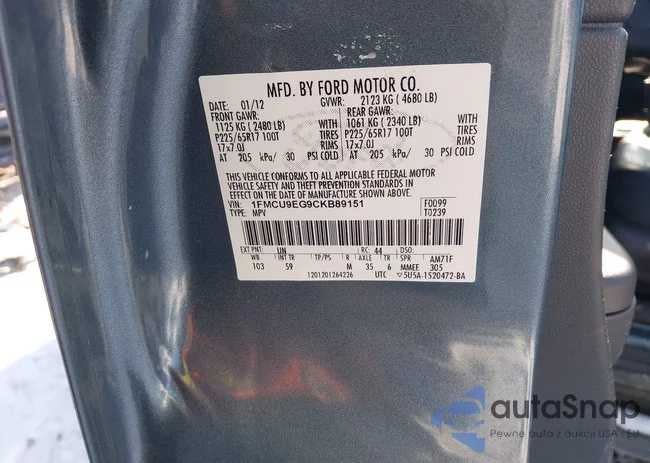 MFD. BY FORD MOTOR CO.
DATE: 01/12 GVWR: 2123 KG ( 4680 LB)
FRONT GAWR: REAR GAWR:
1125 KG ( 2480 LB) WITH 1061 KG ( 2340 LB) WITH
P225/65R17 100T TIRES P225/65R17 100T TIRES
17x7.0J RIMS 17x7.0J RIMS
AT 205 kPa/ 30 PSI COLD AT 205 kPa/ 30 PSI COLD
THIS VEHICLE CONFORMS TO ALL APPLICABLE FEDERAL MOTOR
VEHICLE SAFETY AND THEFT PREVENTION STANDARDS IN
EFFECT ON THE DATE OF MANUFACTURE SHOWN ABOVE.
VIN: 1FMCU9EG9CKB89151 F0099
TYPE: MPV T0239
EXT PNT: UN RC: 44 DSO:
WB INT TR TP/PS R AXLE TR SPR AM71F
103 59 M 35 6 MMEE 305
1201201264226 UTC ▽5U5A-1520472-BA
autaSnap
Pewne auta z aukcji USA i EU